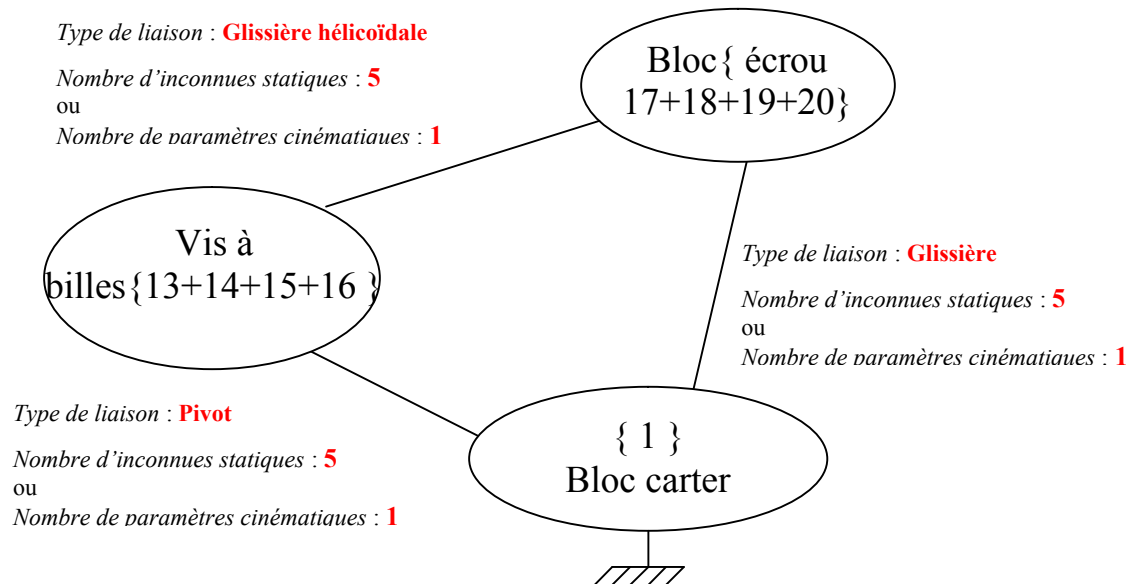 Type de liaison : Glissière hélicoïdale
Nombre d'inconnues statiques : 5
ou
Nombre de paramètres cinématiques : 1
Bloc{ écrou
17+18+19+20}
Vis à
billes{13+14+15+16 }
Type de liaison : Glissière
Nombre d'inconnues statiques : 5
ou
Nombre de paramètres cinématiques : 1
Type de liaison : Pivot
Nombre d'inconnues statiques : 5
ou
Nombre de paramètres cinématiques : 1
{ 1 }
Bloc carter